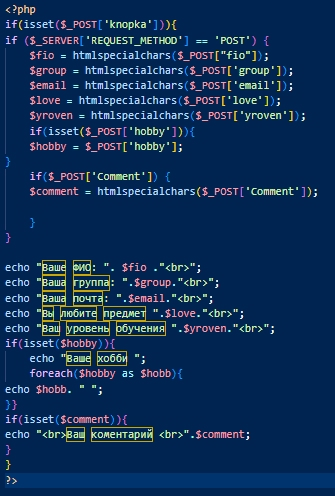 <?php
if(isset($_POST['knopka'])){
if ($_SERVER['REQUEST_METHOD'] == 'POST') {
$fio = htmlspecialchars($_POST["fio"]);
$group = htmlspecialchars($_POST['group']);
$email = htmlspecialchars($_POST['email']);
$love = htmlspecialchars($_POST['love']);
$yroven = htmlspecialchars($_POST['yroven']);
if(isset($_POST['hobby'])){
$hobby = $_POST['hobby'];
}
if($_POST['Comment']) {
$comment = htmlspecialchars($_POST['Comment']);
}
}
echo "Ваше ФИО: ". $fio ."<br>";
echo "Ваша группа: ".$group."<br>";
echo "Ваша почта: ".$email."<br>";
echo "Вы любите предмет ".$love."<br>";
echo "Ваш уровень обучения ".$yroven."<br>";
if(isset($hobby)){
echo "Ваше хобби ";
foreach($hobby as $hobb){
echo $hobb. " ";
}}
if(isset($comment)){
echo "<br>Ваш коментарий <br>".$comment;
}
}
?>